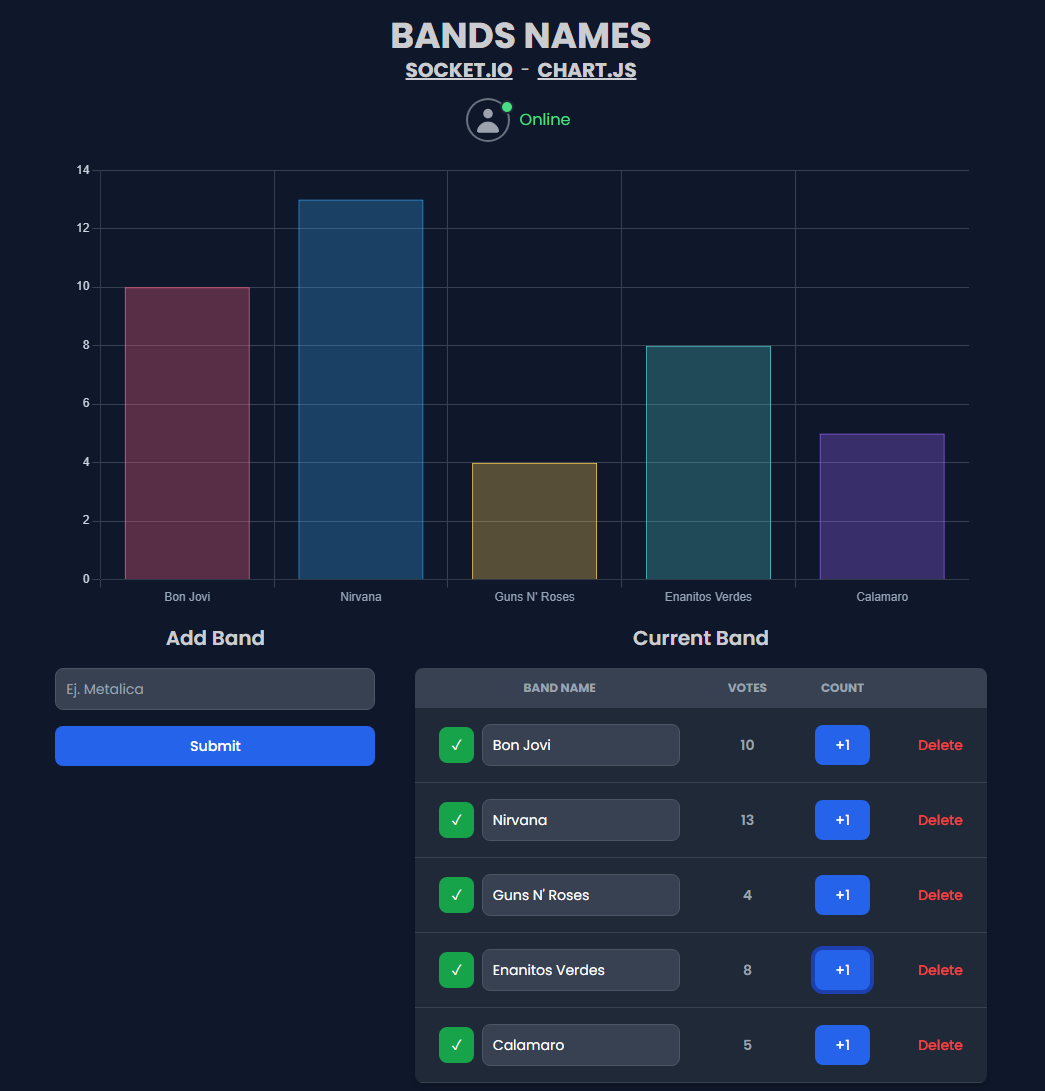 BANDS NAMES
SOCKET.IO - CHART.JS
Online
14
12
10
8
6
4
2
0
Bon Jovi Nirvana Guns N' Roses Enanitos Verdes Calamaro
Add Band
Ej. Metalica
Submit
Current Band
BAND NAME VOTES COUNT
✓ Bon Jovi 10 +1 Delete
✓ Nirvana 13 +1 Delete
✓ Guns N' Roses 4 +1 Delete
✓ Enanitos Verdes 8 +1 Delete
✓ Calamaro 5 +1 Delete